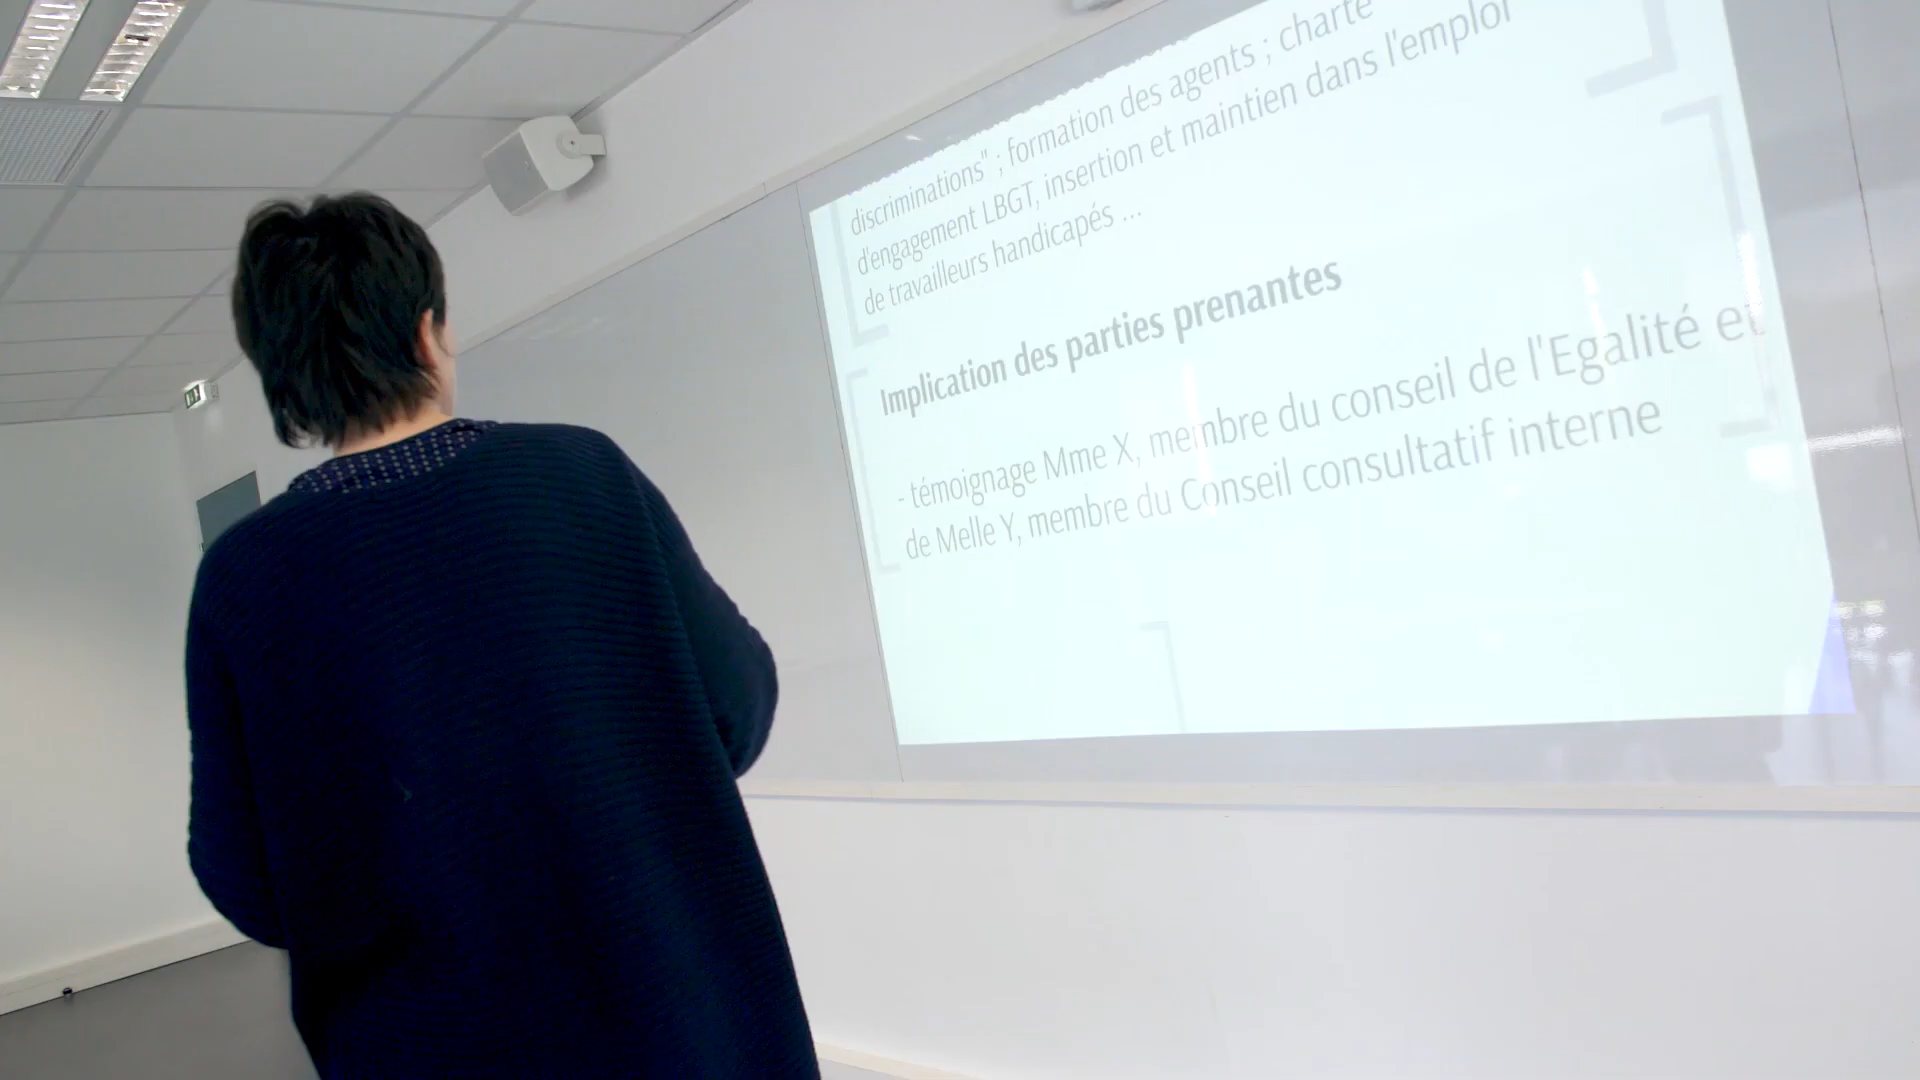 discriminations" ; formation des agents ; charte
d'engagement LBGT, insertion et maintien dans l'emploi
de travailleurs handicapés ...
Implication des parties prenantes
- témoignage Mme X, membre du conseil de l'Egalité et
de Melle Y, membre du Conseil consultatif interne